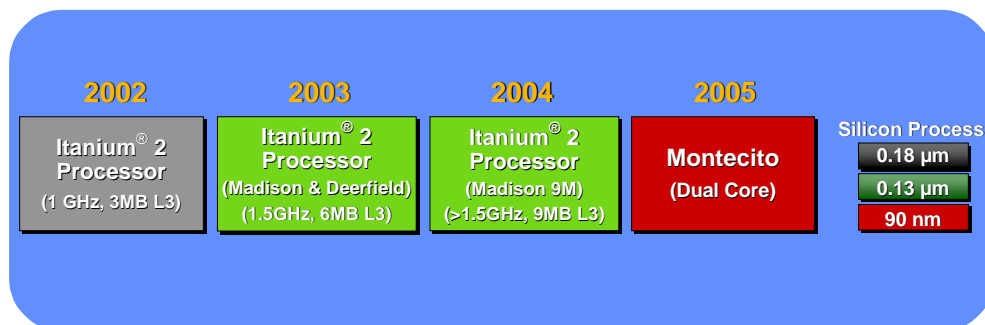 2002
Itanium® 2
Processor
(1 GHz, 3MB L3)
2003
Itanium® 2
Processor
(Madison & Deerfield)
(1.5GHz, 6MB L3)
2004
Itanium® 2
Processor
(Madison 9M)
(>1.5GHz, 9MB L3)
2005
Montecito
(Dual Core)
Silicon Process
0.18 µm
0.13 µm
90 nm